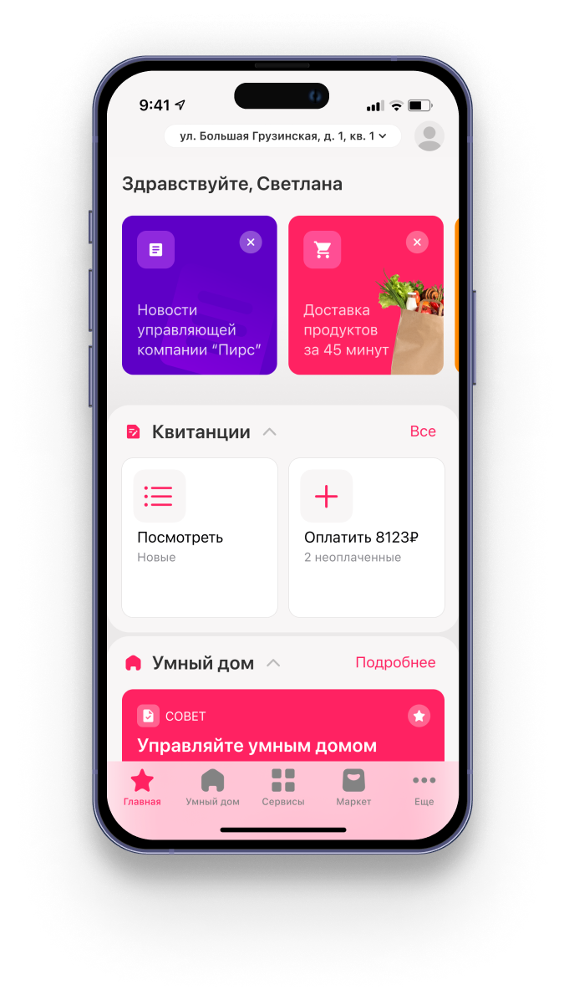 9:41
ул. Большая Грузинская, д. 1, кв. 1
Здравствуйте, Светлана
Новости
управляющей
компании “Пирс”
Доставка
продуктов
за 45 минут
Квитанции
Все
Посмотреть
Новые
Оплатить 8123₽
2 неоплаченные
Умный дом
Подробнее
СОВЕТ
Управляйте умным домом
Главная
Умный дом
Сервисы
Маркет
Еще